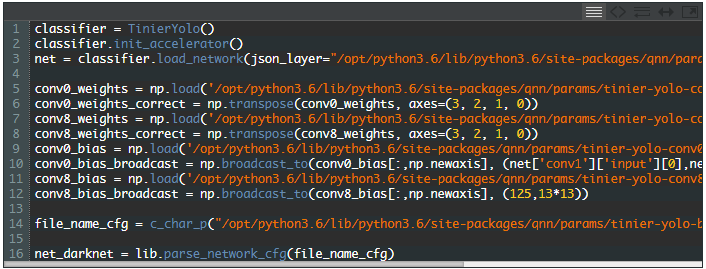 1 classifier = TinierYolo()
2 classifier.init_accelerator()
3 net = classifier.load_network(json_layer="/opt/python3.6/lib/python3.6/site-packages/qnn/para
4
5 conv0_weights = np.load('/opt/python3.6/lib/python3.6/site-packages/qnn/params/tinier-yolo-co
6 conv0_weights_correct = np.transpose(conv0_weights, axes=(3, 2, 1, 0))
7 conv8_weights = np.load('/opt/python3.6/lib/python3.6/site-packages/qnn/params/tinier-yolo-co
8 conv8_weights_correct = np.transpose(conv8_weights, axes=(3, 2, 1, 0))
9 conv0_bias = np.load('/opt/python3.6/lib/python3.6/site-packages/qnn/params/tinier-yolo-conv0
10 conv0_bias_broadcast = np.broadcast_to(conv0_bias[:,np.newaxis], (net['conv1']['input'][0],ne
11 conv8_bias = np.load('/opt/python3.6/lib/python3.6/site-packages/qnn/params/tinier-yolo-conv8
12 conv8_bias_broadcast = np.broadcast_to(conv8_bias[:,np.newaxis], (125,13*13))
13
14 file_name_cfg = c_char_p("/opt/python3.6/lib/python3.6/site-packages/qnn/params/tinier-yolo-b
15
16 net_darknet = lib.parse_network_cfg(file_name_cfg)